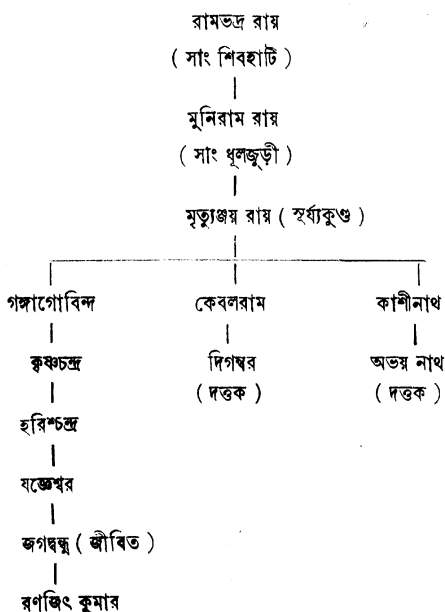 রামভদ্র রায়
( সাং শিবহাটি )
মুনিরাম রায়
( সাং ধূলজুড়ী )
মৃত্যুঞ্জয় রায় ( সূর্য্যকুণ্ড )
গঙ্গাগোবিন্দ কেবলরাম কাশীনাথ
কৃষ্ণচন্দ্র দিগম্বর অভয় নাথ
( দত্তক ) ( দত্তক )
হরিশ্চন্দ্র
যজ্ঞেশ্বর
জগদ্বন্ধু ( জীবিত )
রণজিৎ কুমার